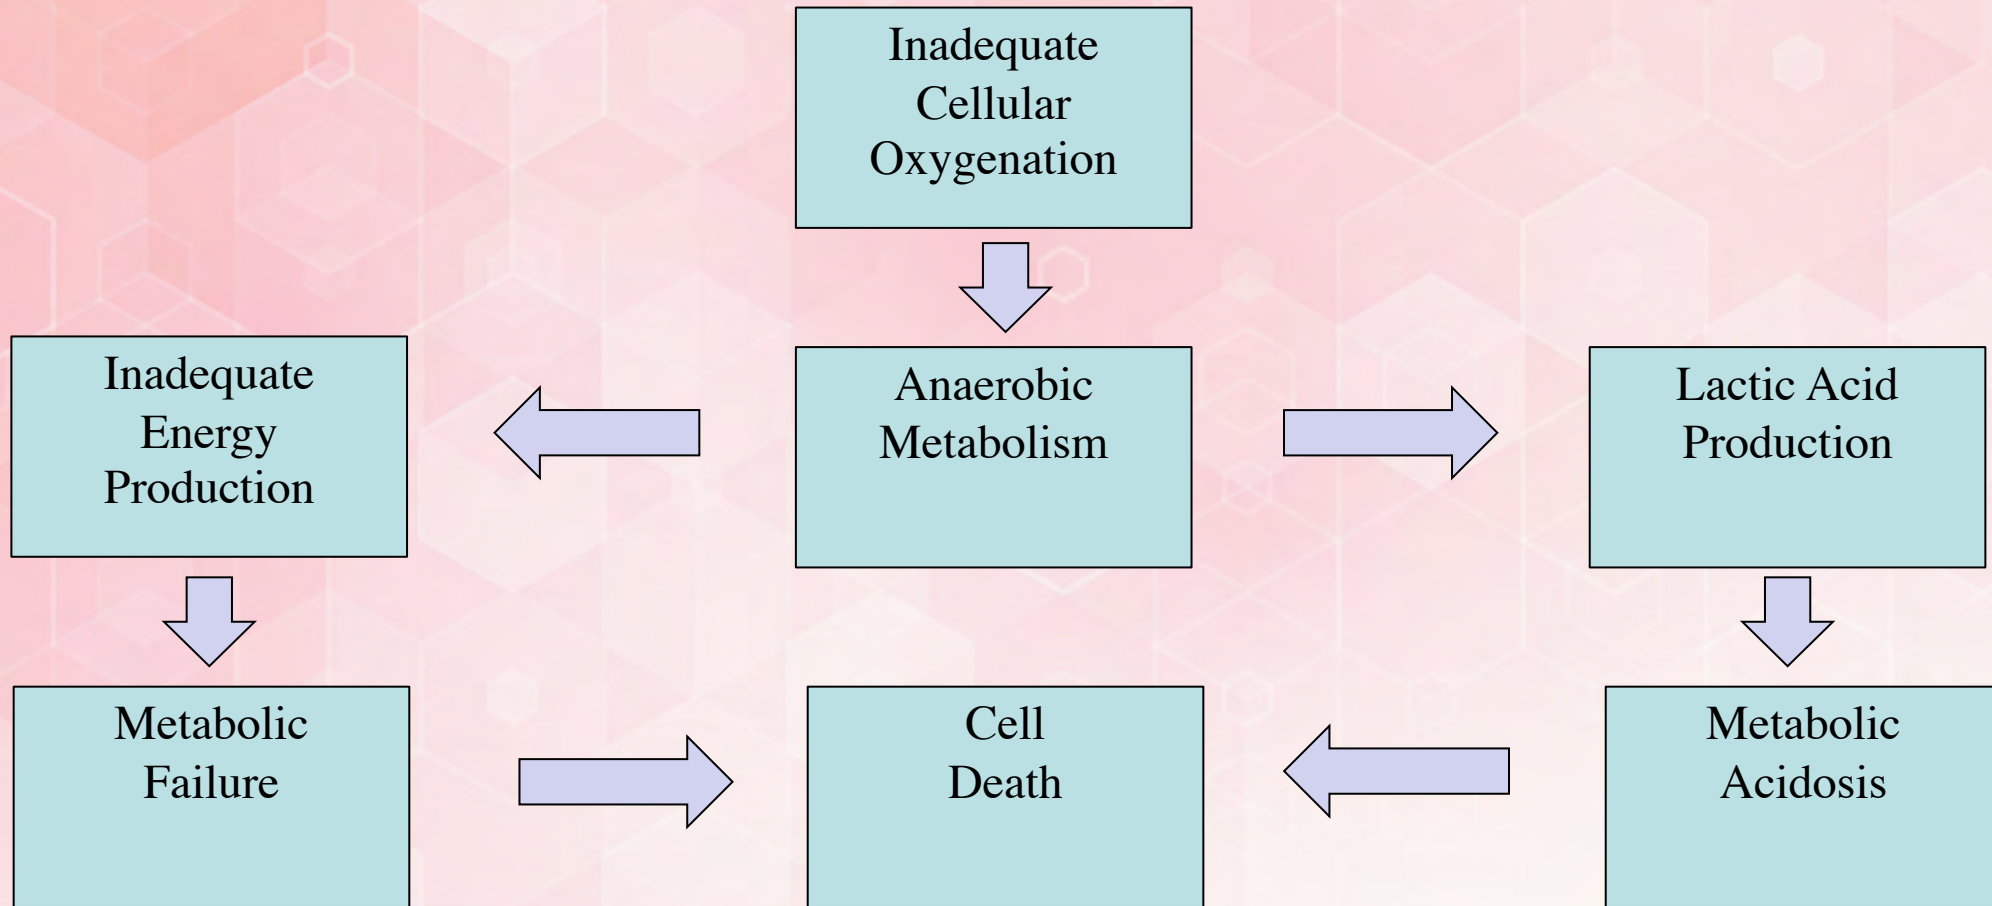 Inadequate
Cellular
Oxygenation
Inadequate
Energy
Production
Anaerobic
Metabolism
Lactic Acid
Production
Metabolic
Failure
Cell
Death
Metabolic
Acidosis